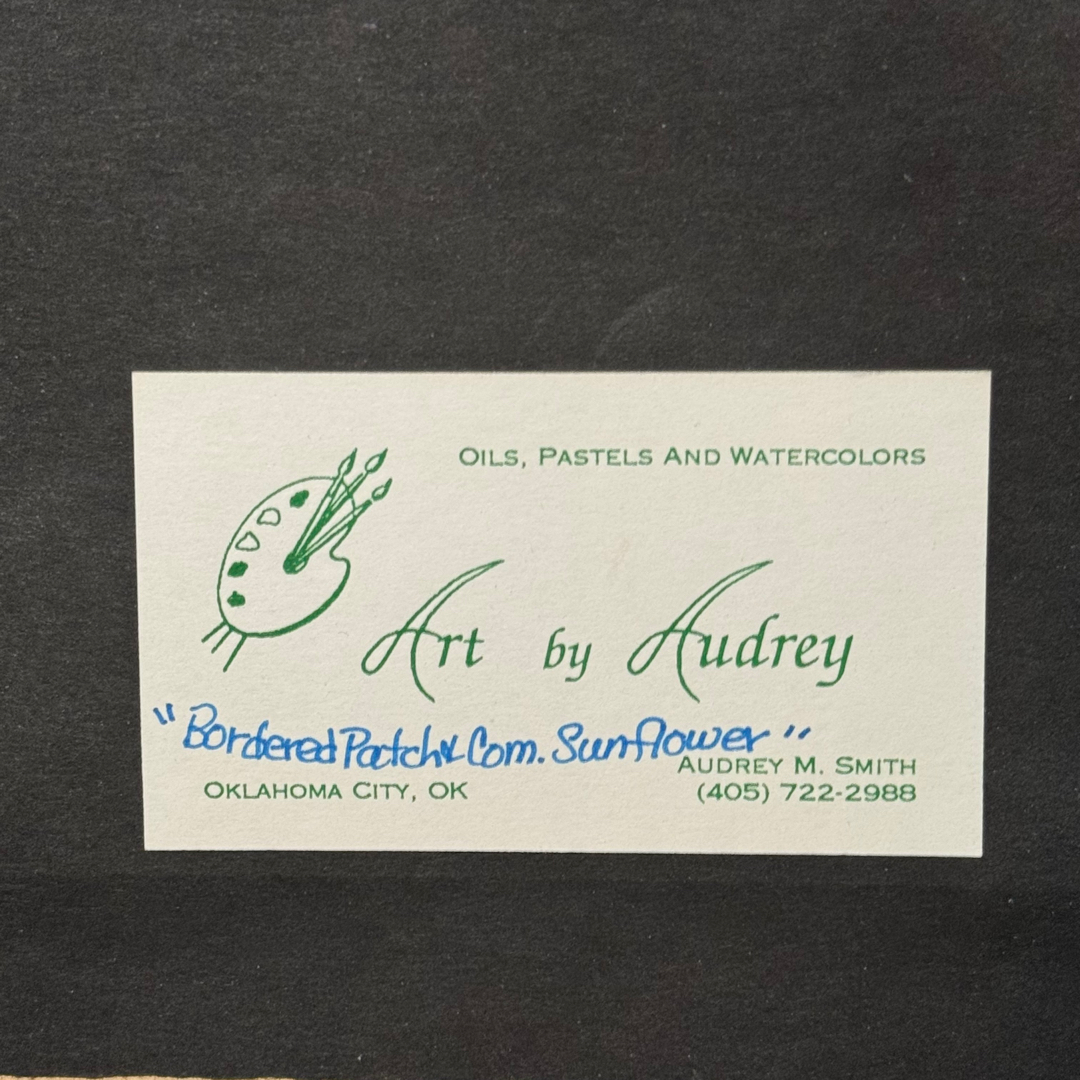 OILS, PASTELS AND WATERCOLORS
Art by Audrey
"Bordered Patch & Com. Sunflower"
AUDREY M. SMITH
OKLAHOMA CITY, OK
(405) 722-2988